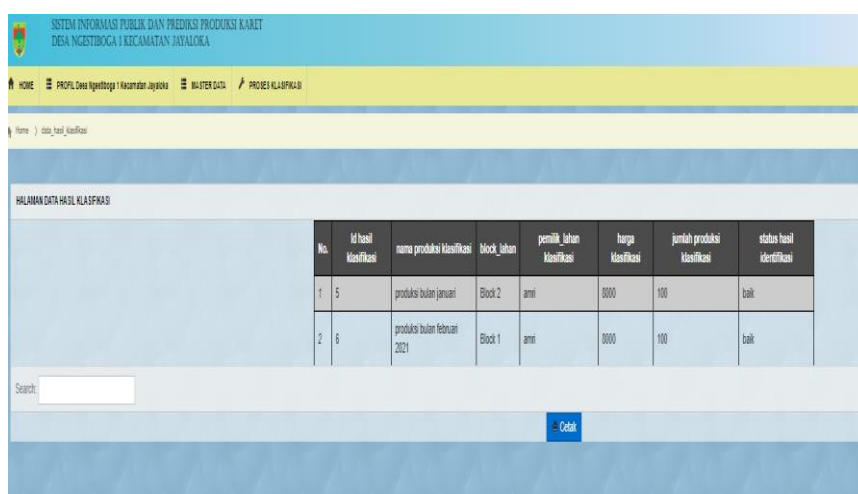 SISTEM INFORMASI PUBLIK DAN PREDIKSI PRODUKSI KARET
DESA NGESTIBOGA 1 KECAMATAN JAYALOKA
HOME PROFIL Desa Ngestiboga 1 Kecamatan Jayaloka MASTER DATA PROSES KLASIFIKASI
Home > data_hasil_klasifikasi
HALAMAN DATA HASIL KLASIFIKASI
No. Id hasil klasifikasi nama produksi klasifikasi block_lahan pemilik_lahan klasifikasi harga klasifikasi jumlah produksi klasifikasi status hasil identifikasi
1 5 produksi bulan januari Block 2 amri 8000 100 baik
2 6 produksi bulan februari 2021 Block 1 amri 8000 100 baik
Search:
Cetak